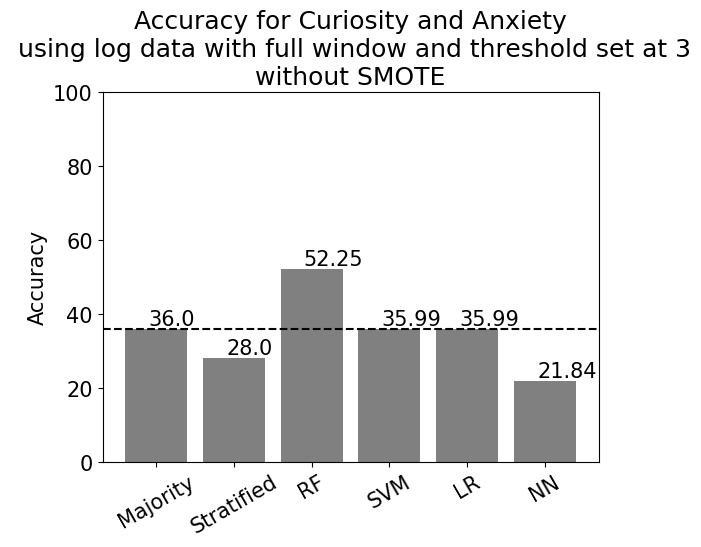 Accuracy for Curiosity and Anxiety
using log data with full window and threshold set at 3
without SMOTE
100
80
60
40
20
0
Accuracy
36.0
28.0
52.25
35.99
35.99
21.84
Majority
Stratified
RF
SVM
LR
NN